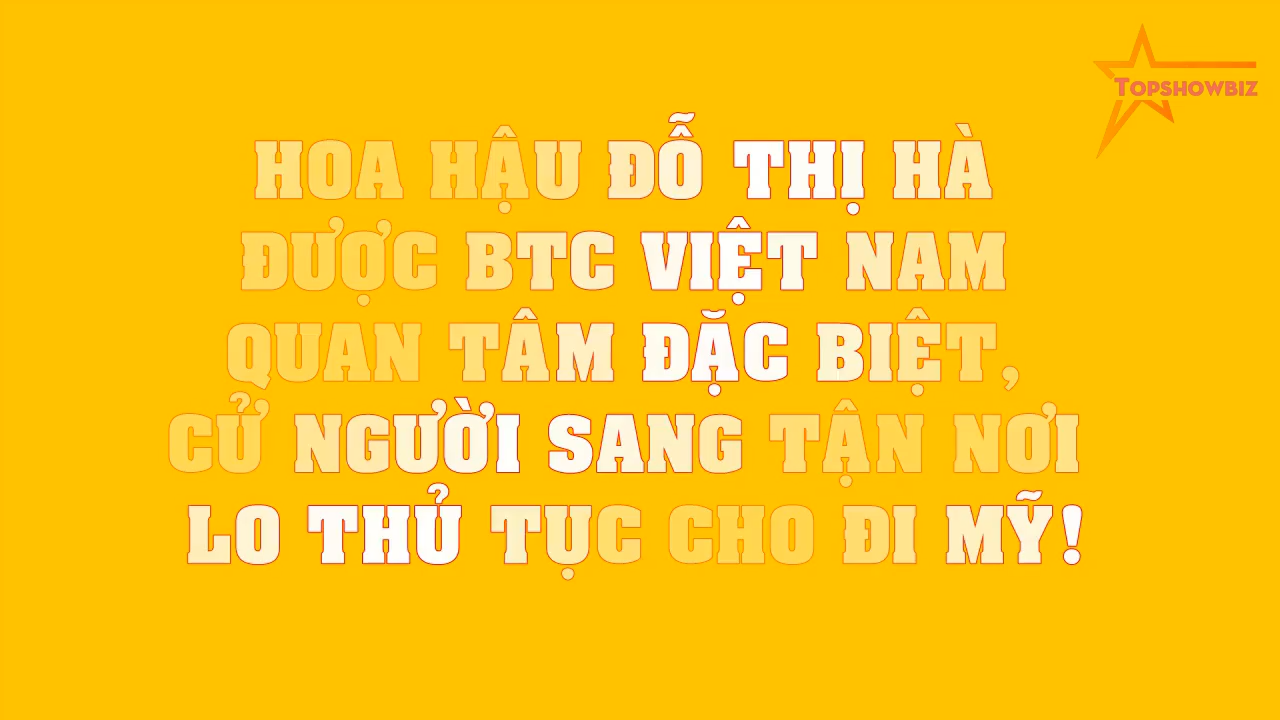 TOPSHOWBIZ
HOA HẬU ĐỖ THỊ HÀ
ĐƯỢC BTC VIỆT NAM
QUAN TÂM ĐẶC BIỆT,
CỬ NGƯỜI SANG TẬN NƠI
LO THỦ TỤC CHO ĐI MỸ!